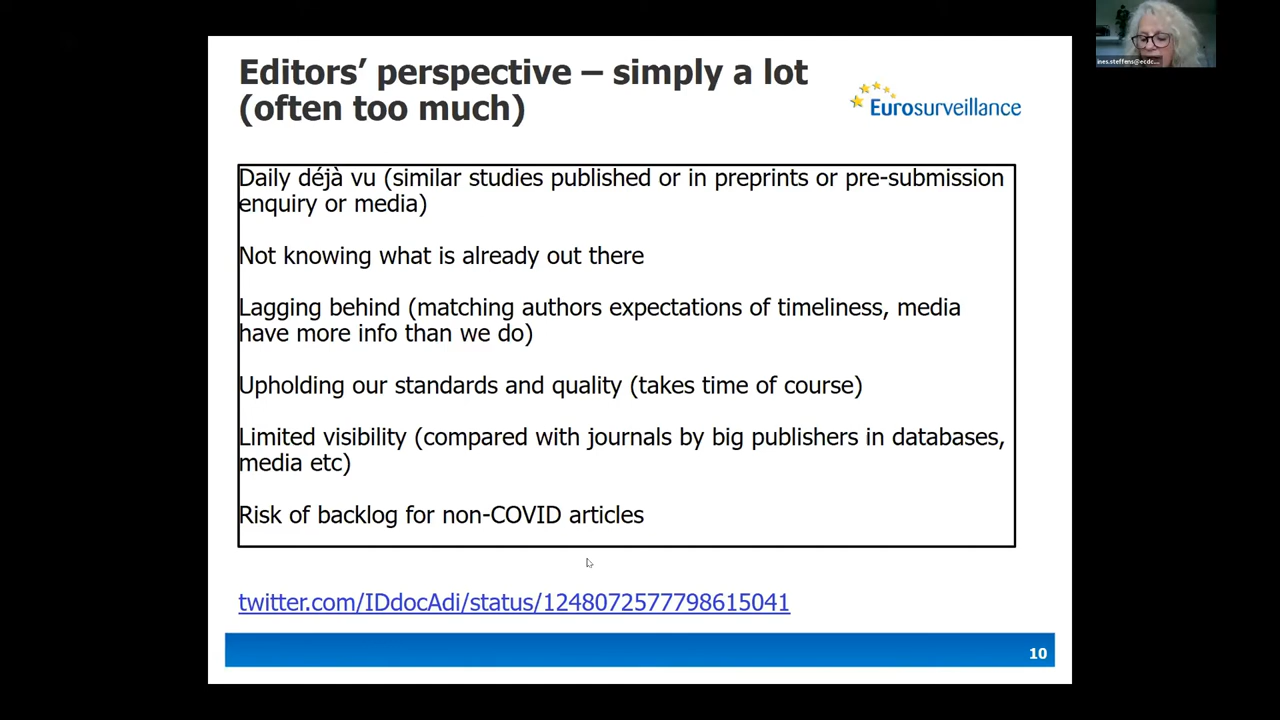 Editors’ perspective – simply a lot
(often too much)
Eurosurveillance
ines.steffens@ecdc....
Daily déjà vu (similar studies published or in preprints or pre-submission
enquiry or media)
Not knowing what is already out there
Lagging behind (matching authors expectations of timeliness, media
have more info than we do)
Upholding our standards and quality (takes time of course)
Limited visibility (compared with journals by big publishers in databases,
media etc)
Risk of backlog for non-COVID articles
twitter.com/IDdocAdi/status/1248072577798615041
10